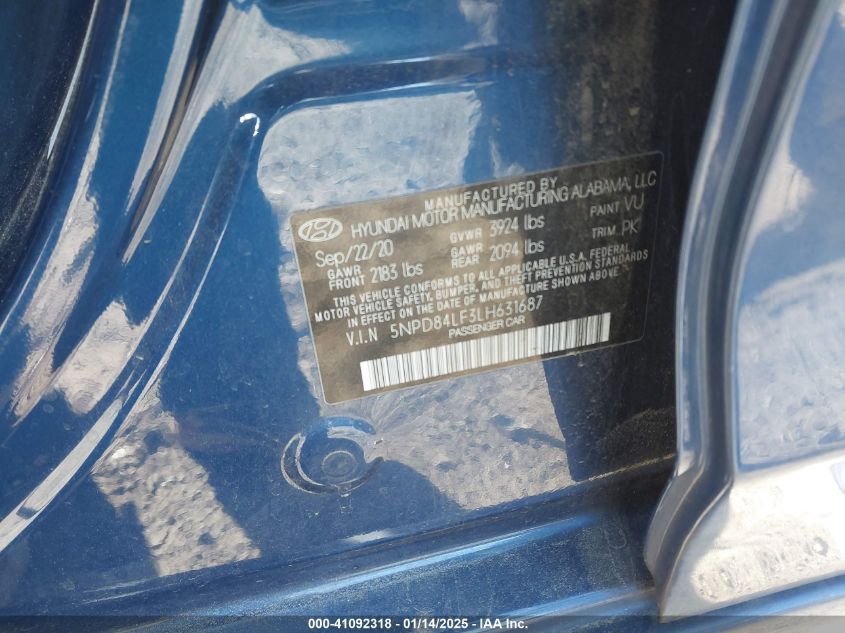 MANUFACTURED BY
HYUNDAI MOTOR MANUFACTURING ALABAMA, LLC
Sep/22/20 GVWR 3924 lbs PAINT VU
GAWR FRONT 2183 lbs GAWR REAR 2094 lbs TRIM PK
THIS VEHICLE CONFORMS TO ALL APPLICABLE U.S.A. FEDERAL
MOTOR VEHICLE SAFETY, BUMPER, AND THEFT PREVENTION STANDARDS
IN EFFECT ON THE DATE OF MANUFACTURE SHOWN ABOVE.
V.I.N 5NPD84LF3LH631687
PASSENGER CAR
000-41092318 - 01/14/2025 - IAA Inc.